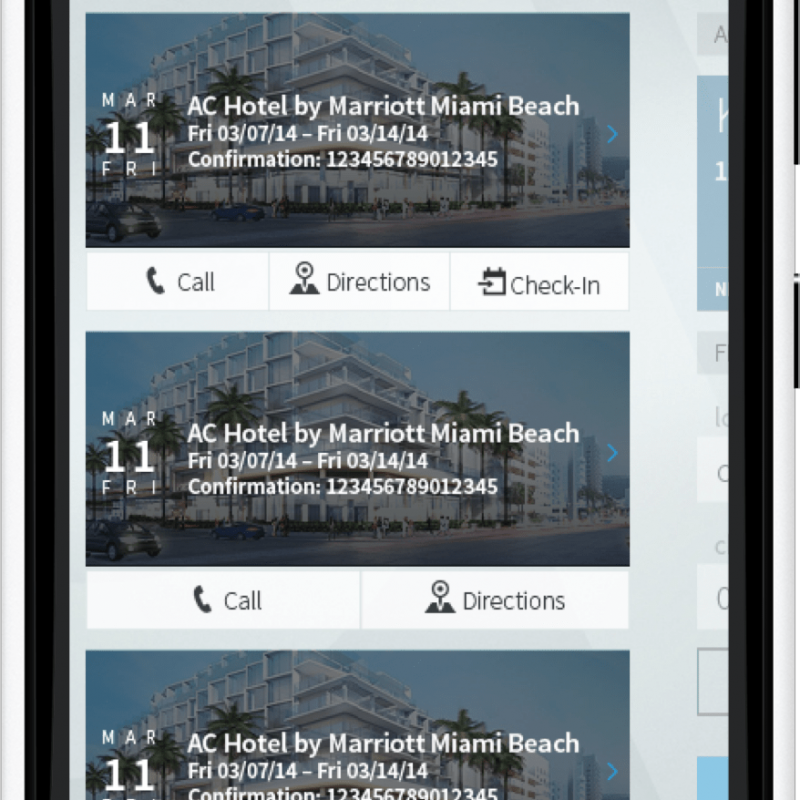 MAR
11
FRI
AC Hotel by Marriott Miami Beach
Fri 03/07/14 – Fri 03/14/14
Confirmation: 123456789012345
Call
Directions
Check-In
MAR
11
FRI
AC Hotel by Marriott Miami Beach
Fri 03/07/14 – Fri 03/14/14
Confirmation: 123456789012345
Call
Directions
MAR
11
AC Hotel by Marriott Miami Beach
Fri 03/07/14 – Fri 03/14/14
Confirmation: 123456789012345